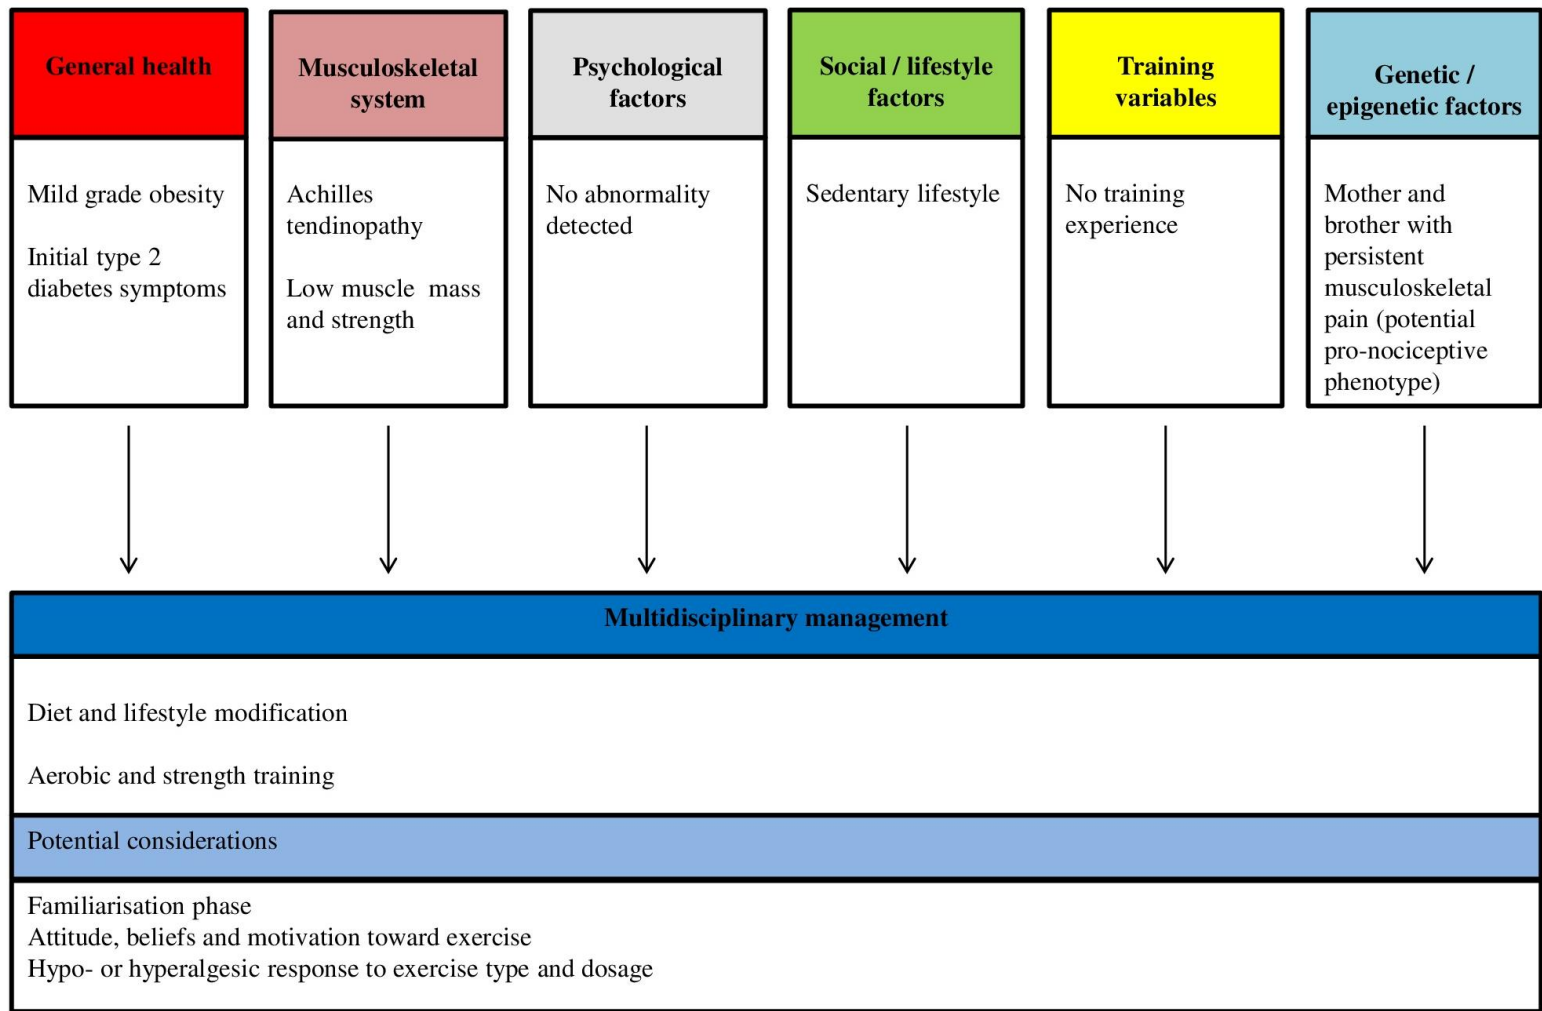 General health
Mild grade obesity
Initial type 2
diabetes symptoms
Musculoskeletal
system
Achilles
tendinopathy
Low muscle mass
and strength
Psychological
factors
No abnormality
detected
Social / lifestyle
factors
Sedentary lifestyle
Training
variables
No training
experience
Genetic /
epigenetic factors
Mother and
brother with
persistent
musculoskeletal
pain (potential
pro-nociceptive
phenotype)
Multidisciplinary management
Diet and lifestyle modification
Aerobic and strength training
Potential considerations
Familiarisation phase
Attitude, beliefs and motivation toward exercise
Hypo- or hyperalgesic response to exercise type and dosage